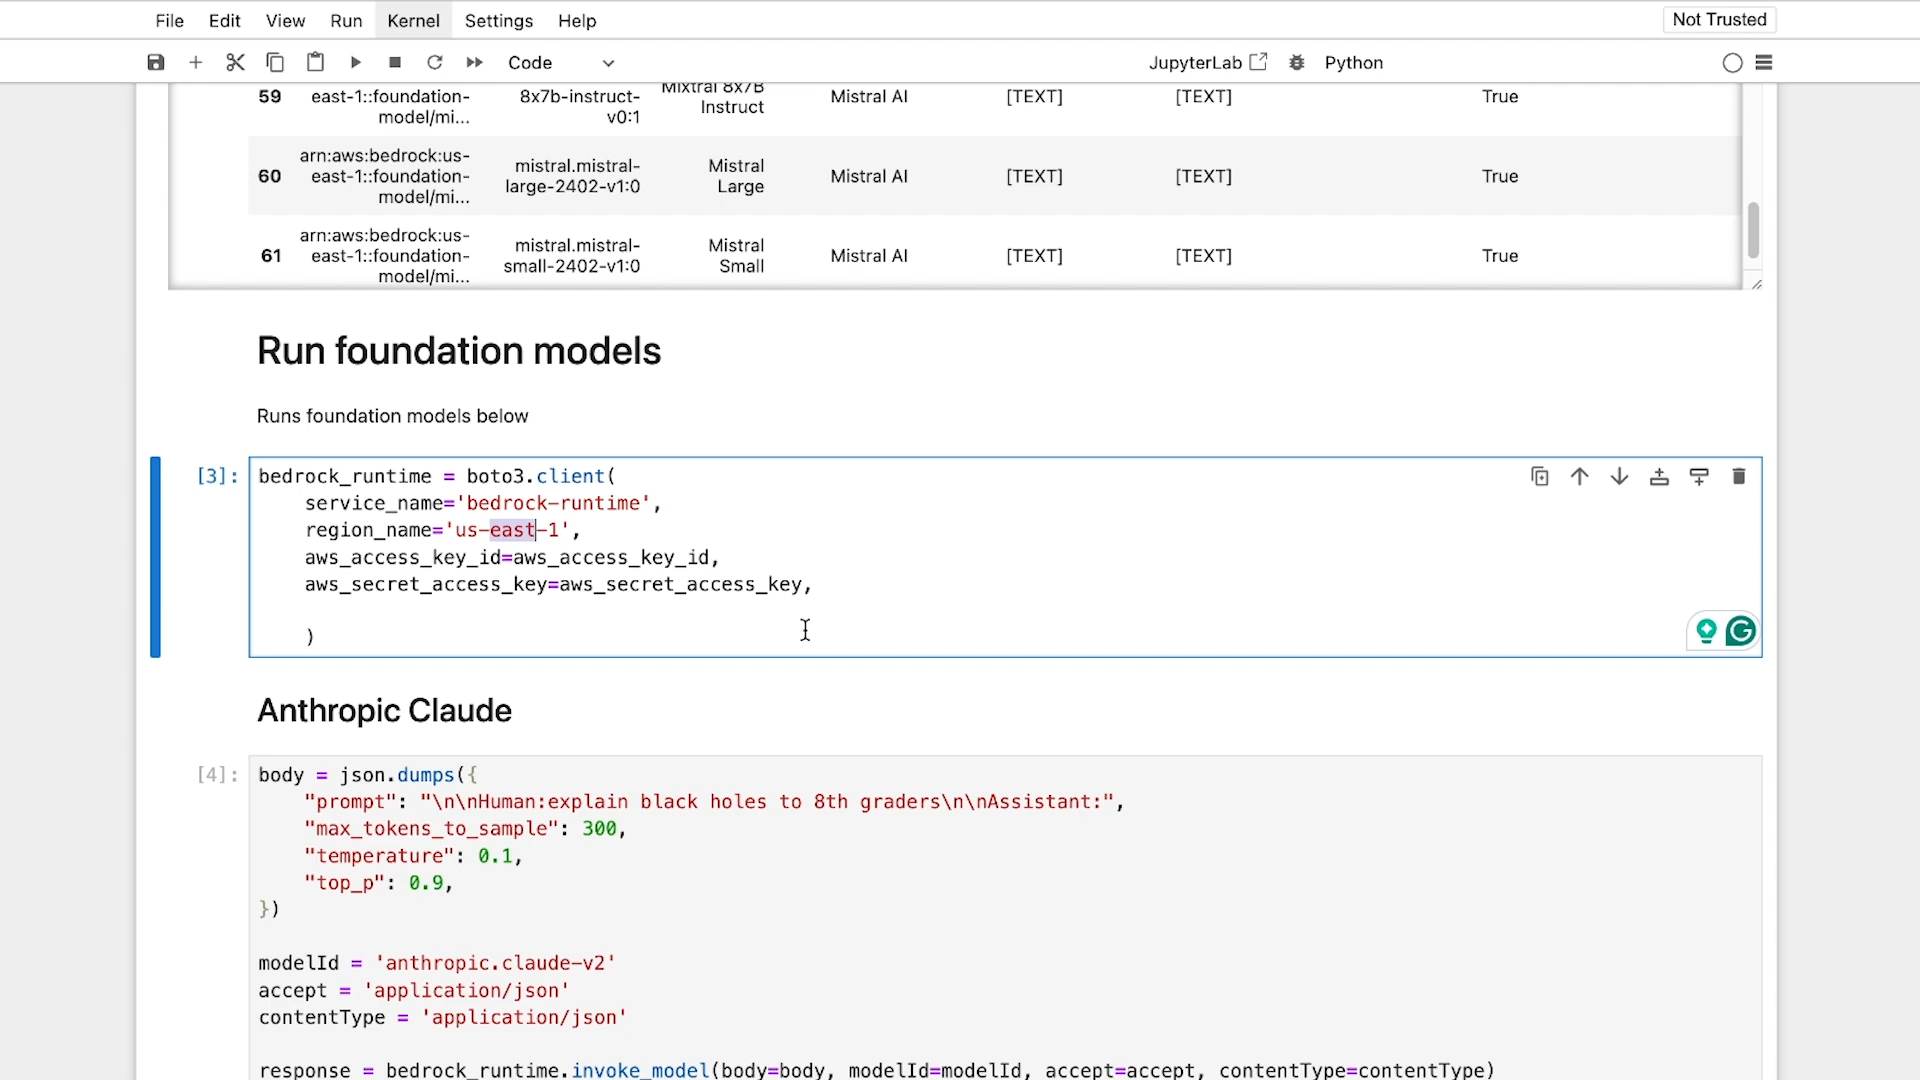 File Edit View Run Kernel Settings Help Not Trusted
Code JupyterLab Python
59 east-1::foundation- 8x7b-instruct- Mixtral 8x7B Mistral AI [TEXT] [TEXT] True
model/mi... v0:1 Instruct
arn:aws:bedrock:us-
60 east-1::foundation- mistral.mistral- Mistral Mistral AI [TEXT] [TEXT] True
model/mi... large-2402-v1:0 Large
arn:aws:bedrock:us-
61 east-1::foundation- mistral.mistral- Mistral Mistral AI [TEXT] [TEXT] True
model/mi... small-2402-v1:0 Small
Run foundation models
Runs foundation models below
[3]: bedrock_runtime = boto3.client(
service_name='bedrock-runtime',
region_name='us-east-1',
aws_access_key_id=aws_access_key_id,
aws_secret_access_key=aws_secret_access_key,
)
Anthropic Claude
[4]: body = json.dumps({
"prompt": "\n\nHuman:explain black holes to 8th graders\n\nAssistant:",
"max_tokens_to_sample": 300,
"temperature": 0.1,
"top_p": 0.9,
})
modelId = 'anthropic.claude-v2'
accept = 'application/json'
contentType = 'application/json'
response = bedrock_runtime.invoke_model(body=body, modelId=modelId, accept=accept, contentType=contentType)